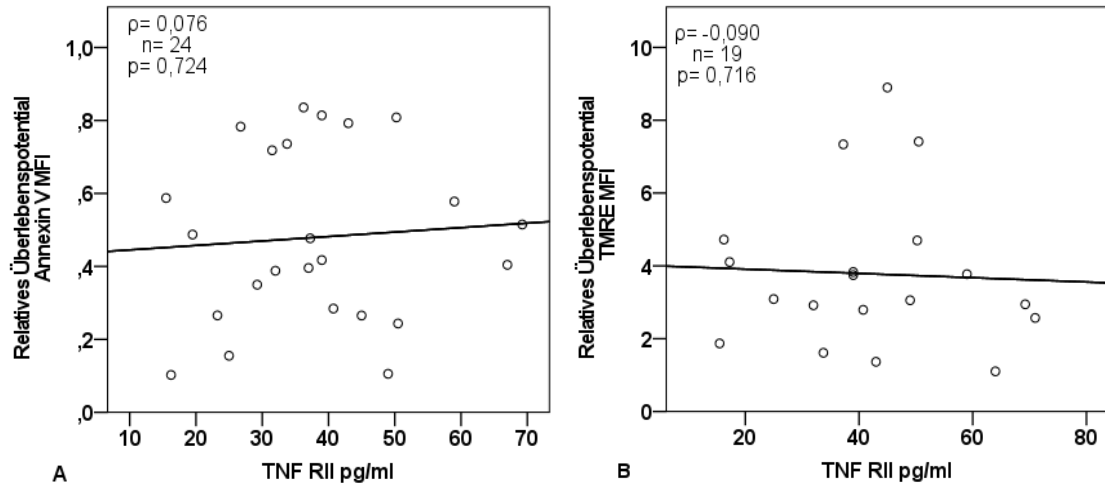 ρ= 0,076
n= 24
p= 0,724
Relatives Überlebenspotential
Annexin V MFI
1,0
,8
,6
,4
,2
,0
10 20 30 40 50 60 70
TNF RII pg/ml
A
ρ= -0,090
n= 19
p= 0,716
Relatives Überlebenspotential
TMRE MFI
10
8
6
4
2
0
20 40 60 80
TNF RII pg/ml
B